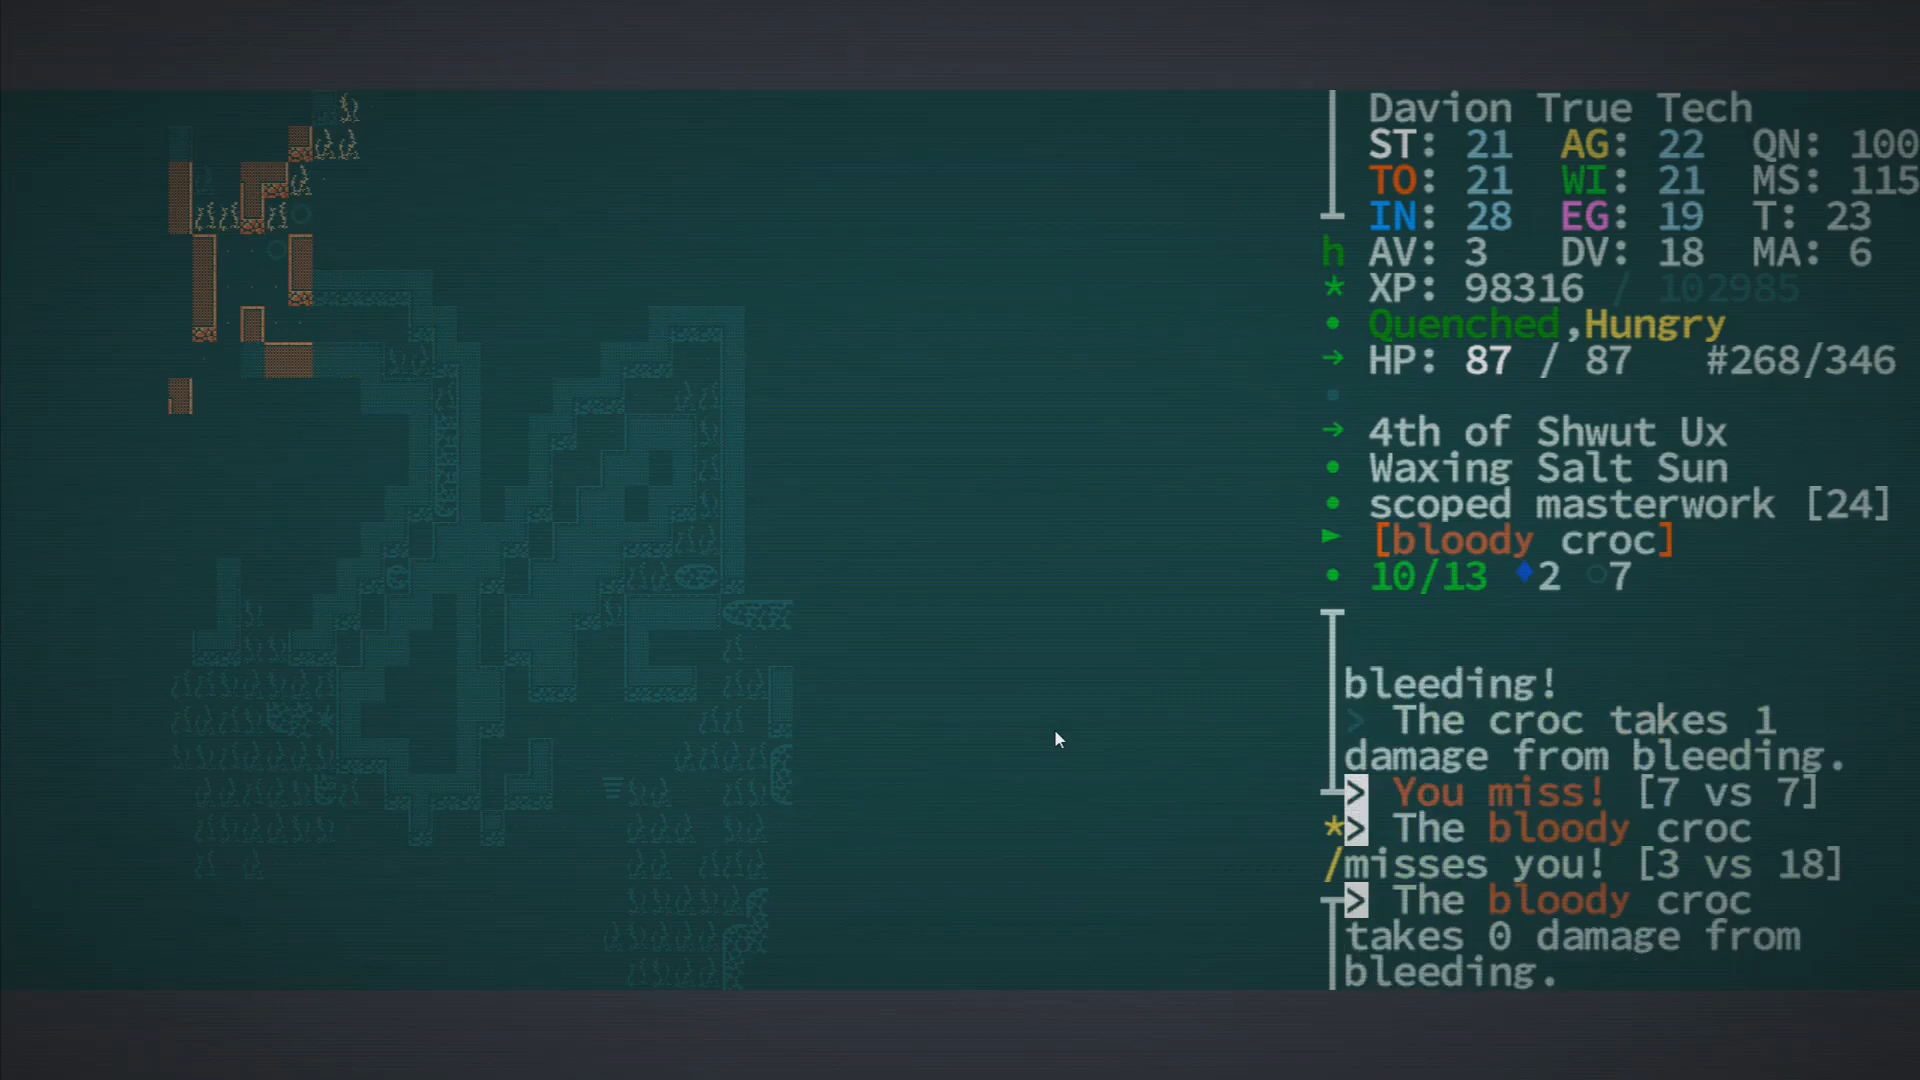 Davion True Tech
ST: 21 AG: 22 QN: 100
TO: 21 WI: 21 MS: 115
IN: 28 EG: 19 T: 23
h AV: 3 DV: 18 MA: 6
* XP: 98316 / 102985
Quenched,Hungry
→ HP: 87 / 87 #268/346
→ 4th of Shwut Ux
Waxing Salt Sun
scoped masterwork [24]
► [bloody croc]
10/13 ♦2 ○7
bleeding!
> The croc takes 1
damage from bleeding.
> You miss! [7 vs 7]
*> The bloody croc
/misses you! [3 vs 18]
> The bloody croc
takes 0 damage from
bleeding.